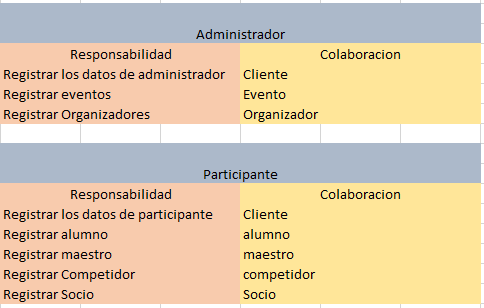 Administrador
Responsabilidad Colaboracion
Registrar los datos de administrador Cliente
Registrar eventos Evento
Registrar Organizadores Organizador
Participante
Responsabilidad Colaboracion
Registrar los datos de participante Cliente
Registrar alumno alumno
Registrar maestro maestro
Registrar Competidor competidor
Registrar Socio Socio